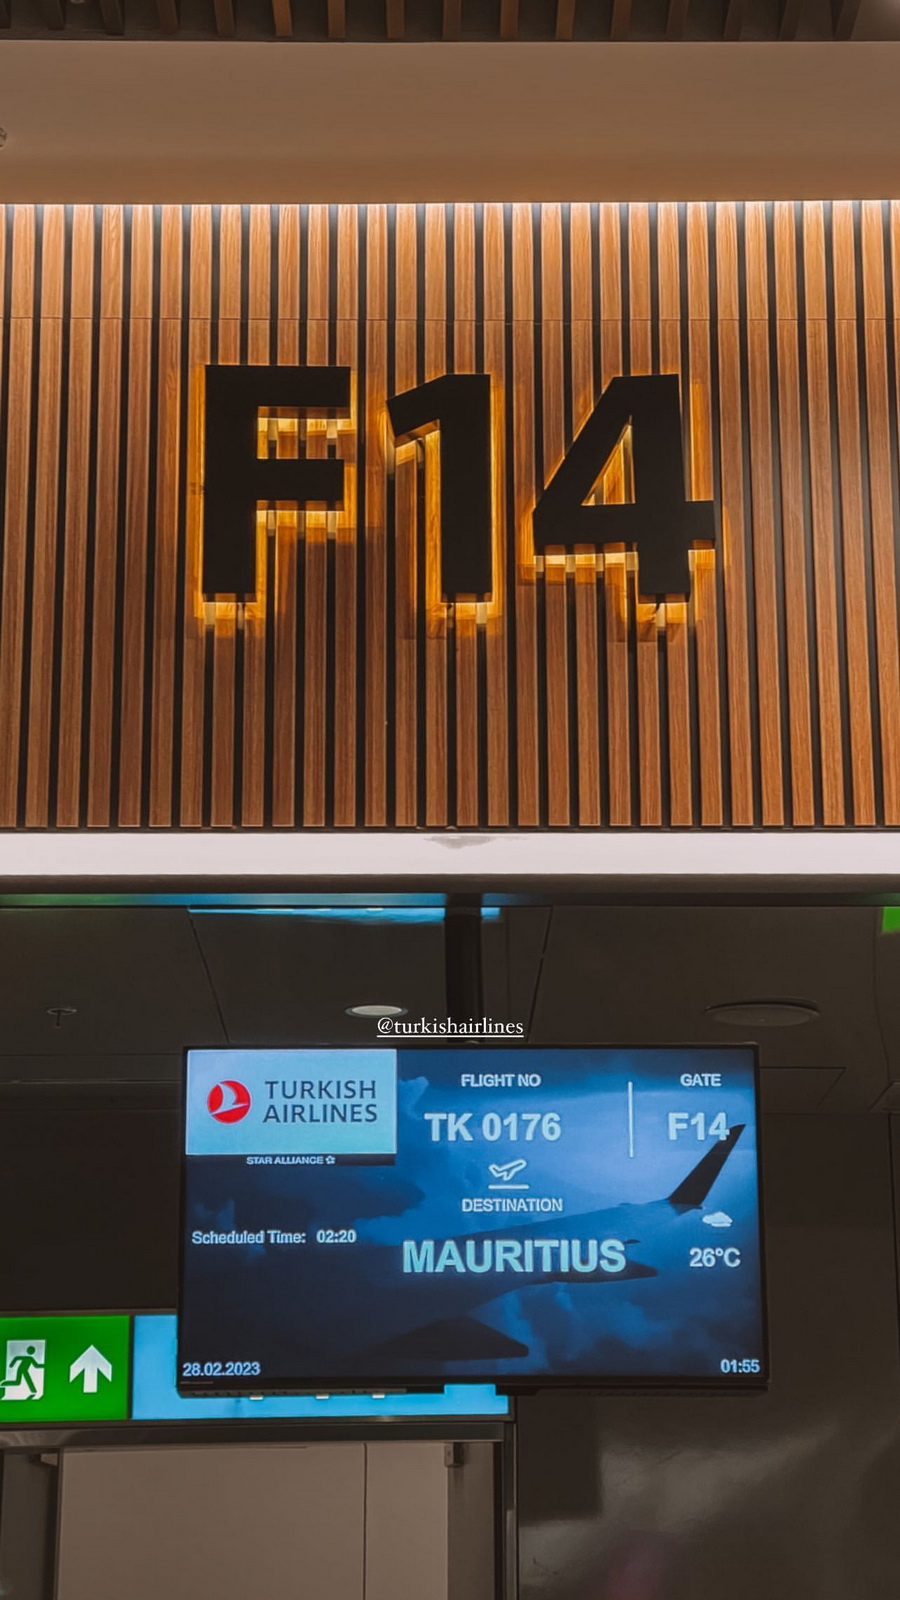 F14
@turkishairlines
TURKISH
AIRLINES
STAR ALLIANCE
FLIGHT NO
TK 0176
GATE
F14
DESTINATION
MAURITIUS
Scheduled Time: 02:20
26°C
28.02.2023
01:55